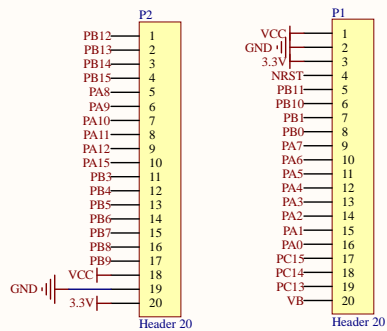 P2
PB12 1
PB13 2
PB14 3
PB15 4
PA8 5
PA9 6
PA10 7
PA11 8
PA12 9
PA15 10
PB3 11
PB4 12
PB5 13
PB6 14
PB7 15
PB8 16
PB9 17
VCC 18
GND 19
3.3V 20
Header 20
P1
VCC 1
GND 2
3.3V 3
NRST 4
PB11 5
PB10 6
PB1 7
PB0 8
PA7 9
PA6 10
PA5 11
PA4 12
PA3 13
PA2 14
PA1 15
PA0 16
PC15 17
PC14 18
PC13 19
VB 20
Header 20